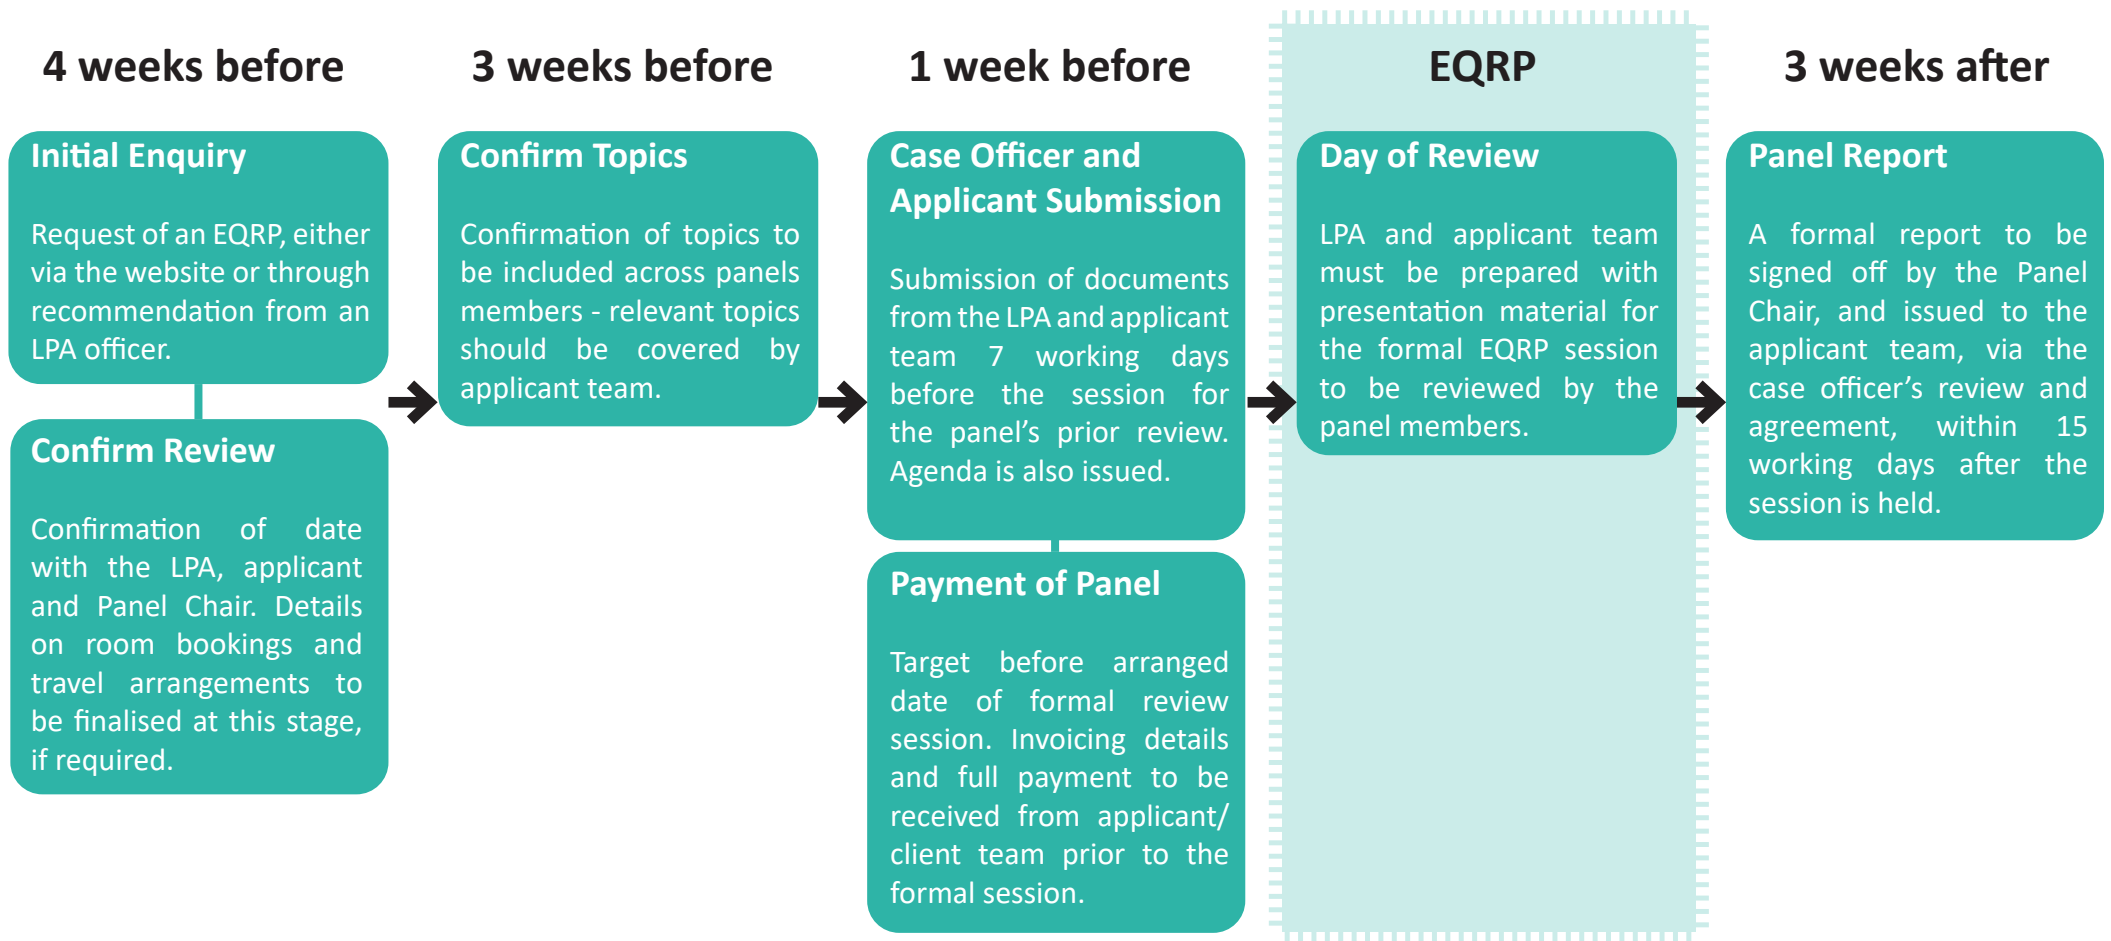 4 weeks before
Initial Enquiry
Request of an EQRP, either
via the website or through
recommendation from an
LPA officer.
Confirm Review
Confirmation of date
with the LPA, applicant
and Panel Chair. Details
on room bookings and
travel arrangements to
be finalised at this stage,
if required.
3 weeks before
Confirm Topics
Confirmation of topics to
be included across panels
members - relevant topics
should be covered by
applicant team.
1 week before
Case Officer and
Applicant Submission
Submission of documents
from the LPA and applicant
team 7 working days
before the session for
the panel's prior review.
Agenda is also issued.
Payment of Panel
Target before arranged
date of formal review
session. Invoicing details
and full payment to be
received from applicant/
client team prior to the
formal session.
EQRP
Day of Review
LPA and applicant team
must be prepared with
presentation material for
the formal EQRP session
to be reviewed by the
panel members.
3 weeks after
Panel Report
A formal report to be
signed off by the Panel
Chair, and issued to the
applicant team, via the
case officer's review and
agreement, within 15
working days after the
session is held.